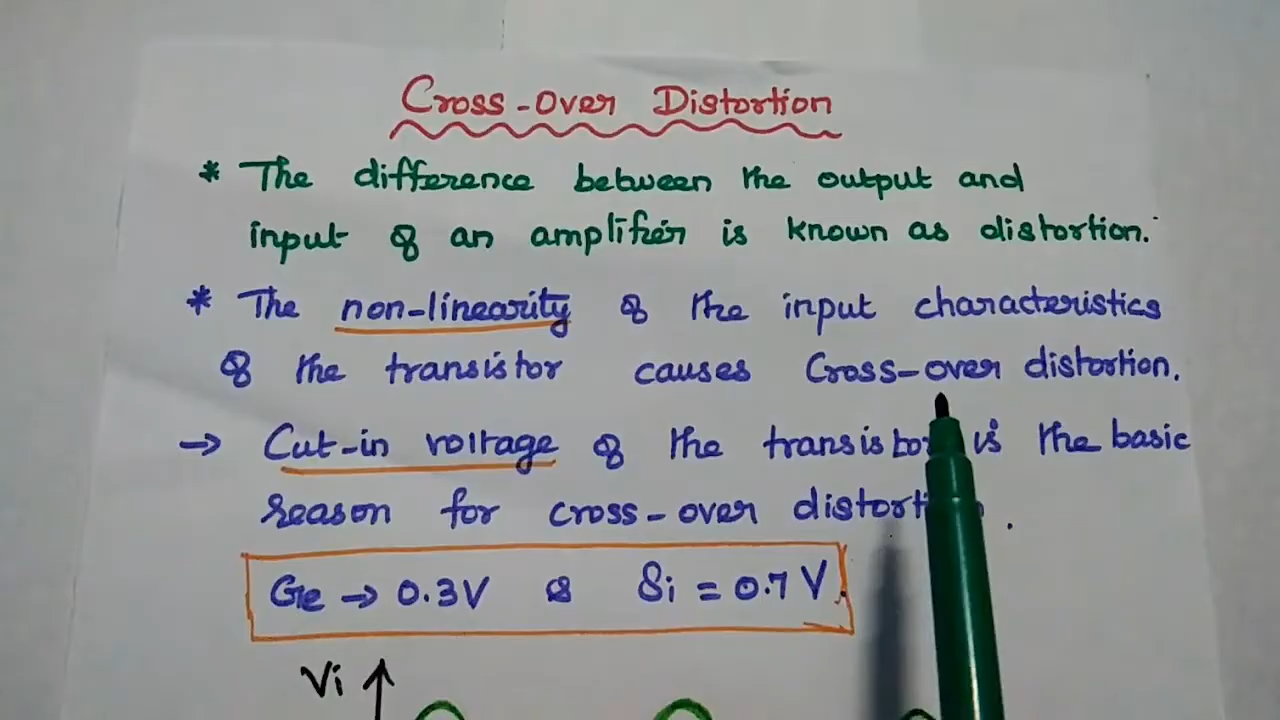 Cross-Over Distortion
* The difference between the output and
input of an amplifier is known as distortion.
* The non-linearity of the input characteristics
of the transistor causes Cross-over distortion.
→ Cut-in voltage of the transistor is the basic
reason for cross-over distortion.
Ge → 0.3V & Si = 0.7V.
Vi